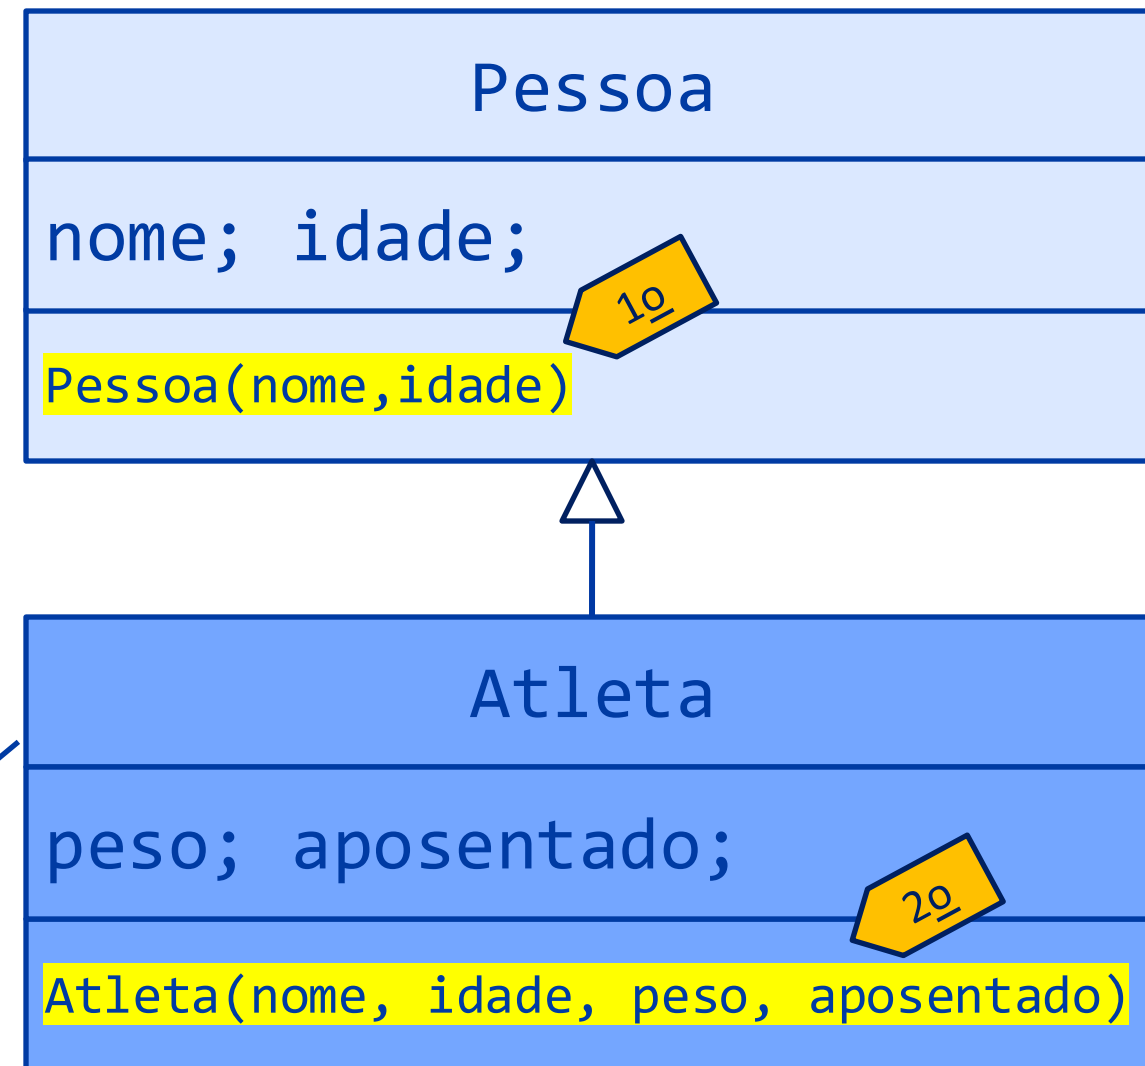 Pessoa
nome; idade;
1º
Pessoa(nome,idade)
Atleta
peso; aposentado;
2º
Atleta(nome, idade, peso, aposentado)